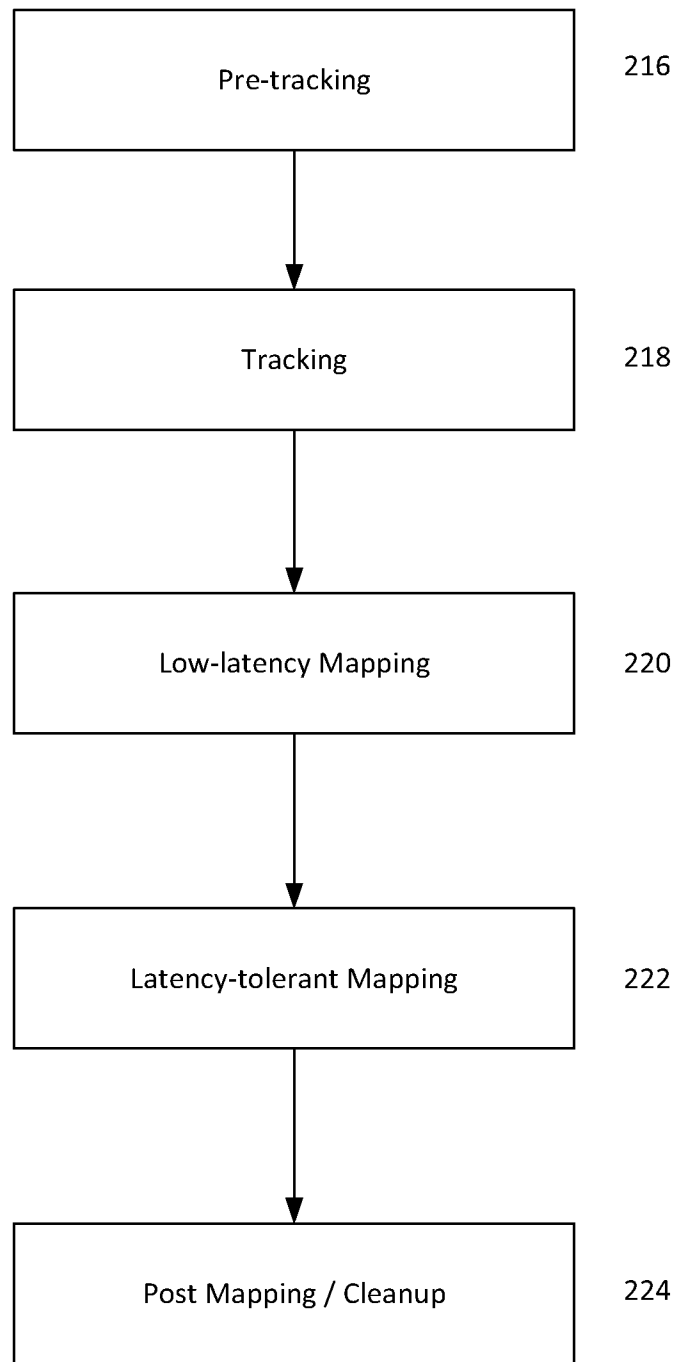 Pre-tracking
216
Tracking
218
Low-latency Mapping
220
Latency-tolerant Mapping
222
Post Mapping / Cleanup
224